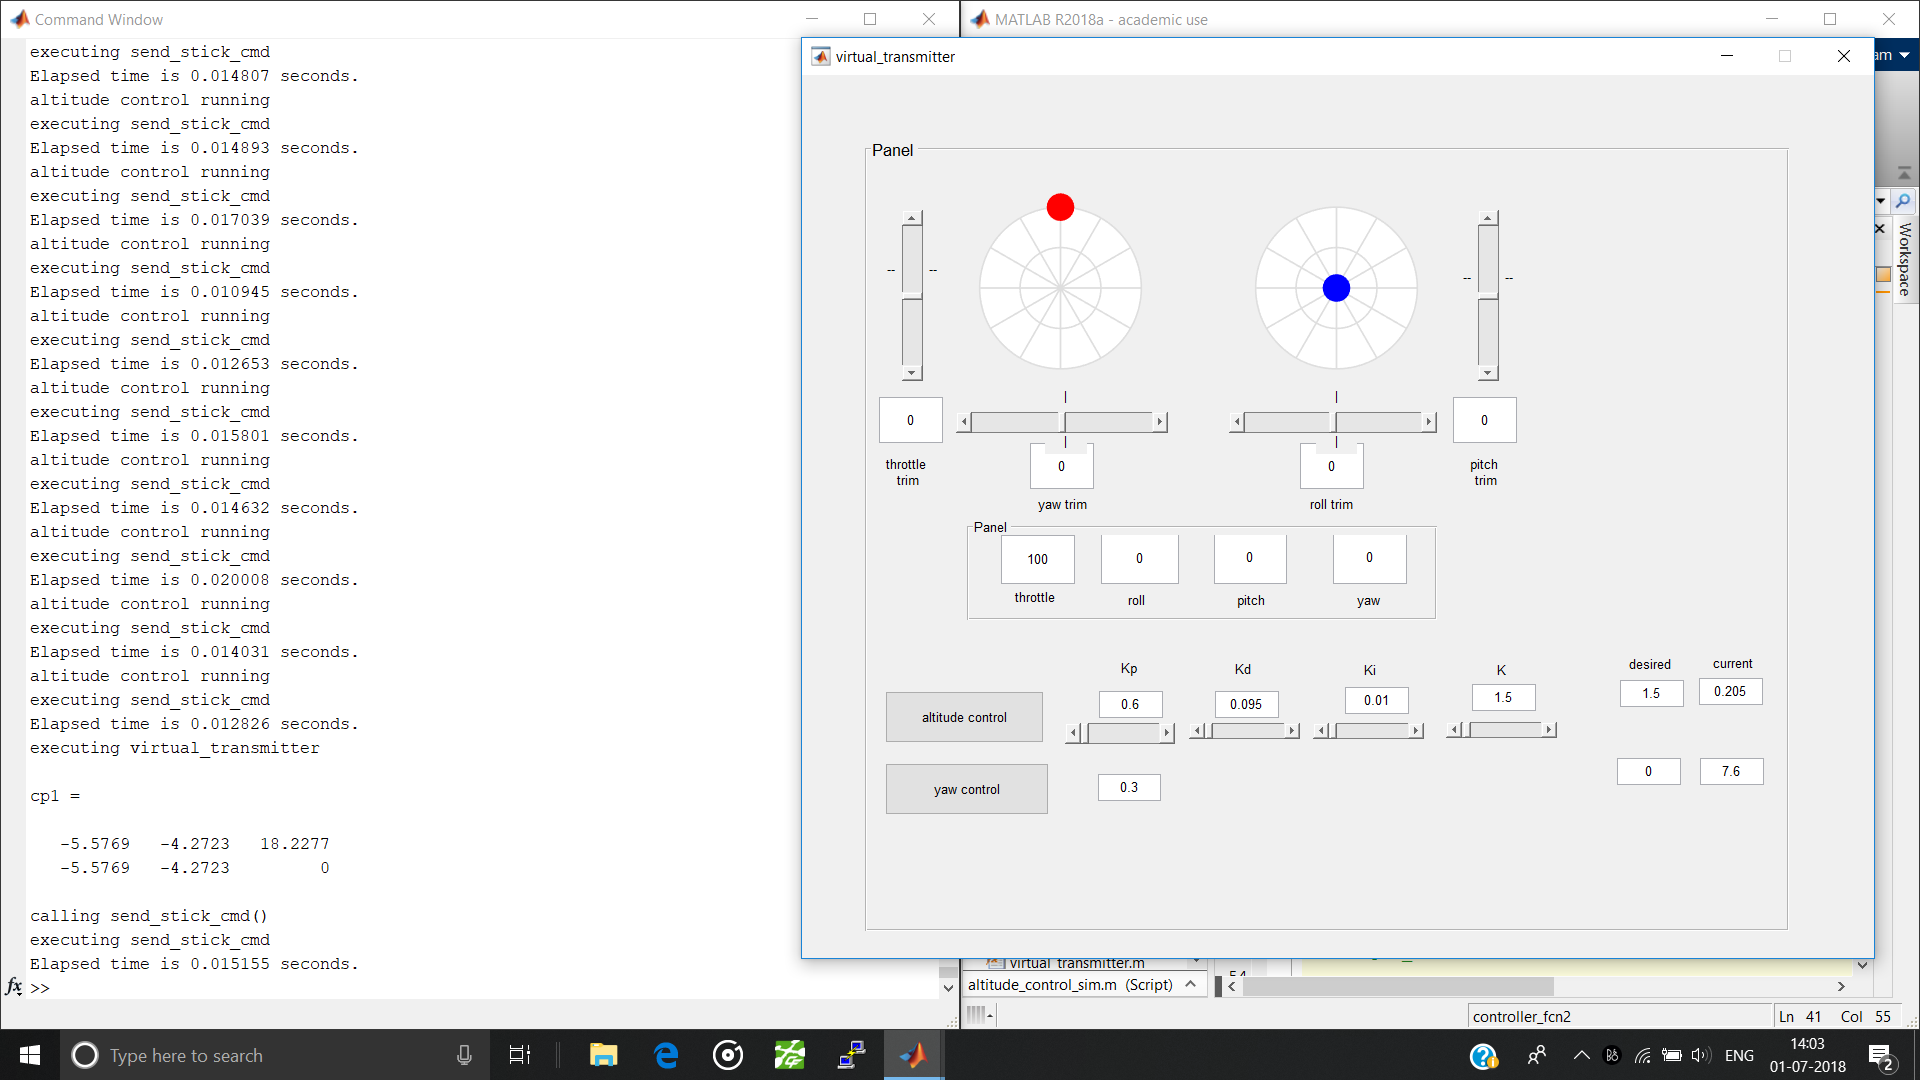 Command Window
executing send_stick_cmd
Elapsed time is 0.014807 seconds.
altitude control running
executing send_stick_cmd
Elapsed time is 0.014893 seconds.
altitude control running
executing send_stick_cmd
Elapsed time is 0.017039 seconds.
altitude control running
executing send_stick_cmd
Elapsed time is 0.010945 seconds.
altitude control running
executing send_stick_cmd
Elapsed time is 0.012653 seconds.
altitude control running
executing send_stick_cmd
Elapsed time is 0.015801 seconds.
altitude control running
executing send_stick_cmd
Elapsed time is 0.014632 seconds.
altitude control running
executing send_stick_cmd
Elapsed time is 0.020008 seconds.
altitude control running
executing send_stick_cmd
Elapsed time is 0.014031 seconds.
altitude control running
executing send_stick_cmd
Elapsed time is 0.012826 seconds.
executing virtual_transmitter
cp1 =
-5.5769 -4.2723 18.2277
-5.5769 -4.2723 0
calling send_stick_cmd()
executing send_stick_cmd
Elapsed time is 0.015155 seconds.
fx >>
MATLAB R2018a - academic use
am
virtual_transmitter
Panel
-- --
-- --
0
0
0
0
throttle trim
yaw trim
roll trim
pitch trim
Panel
100 0 0 0
throttle roll pitch yaw
Kp Kd Ki K desired current
0.6 0.095 0.01 1.5 1.5 0.205
altitude control
yaw control
0.3
0 7.6
Workspace
virtual_transmitter.m
54
altitude_control_sim.m (Script)
controller_fcn2
Ln 41 Col 55
Type here to search
ENG
14:03
01-07-2018
2